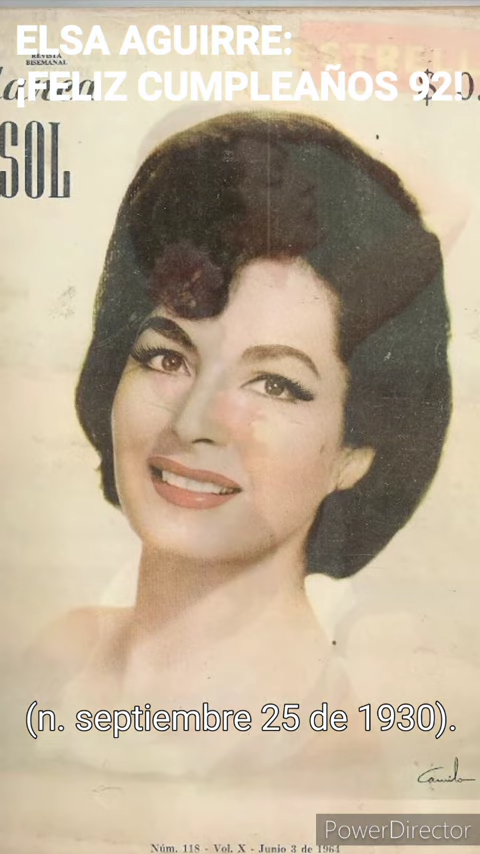 ELSA AGUIRRE:
REVISTA
BISEMANAL
¡FELIZ CUMPLEAÑOS 92!
SOL
(n. septiembre 25 de 1930).
Camilo
PowerDirector
Núm. 118 - Vol. X - Junio 3 de 1964